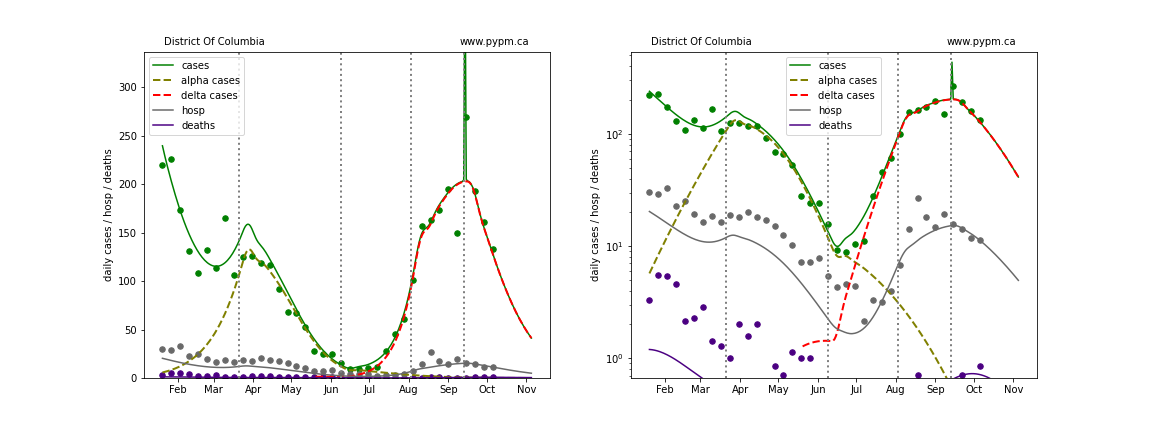 District Of Columbia
www.pypm.ca
cases
alpha cases
delta cases
hosp
deaths
daily cases / hosp / deaths
300
250
200
150
100
50
0
Feb Mar Apr May Jun Jul Aug Sep Oct Nov
District Of Columbia
www.pypm.ca
cases
alpha cases
delta cases
hosp
deaths
daily cases / hosp / deaths
10²
10¹
10⁰
Feb Mar Apr May Jun Jul Aug Sep Oct Nov